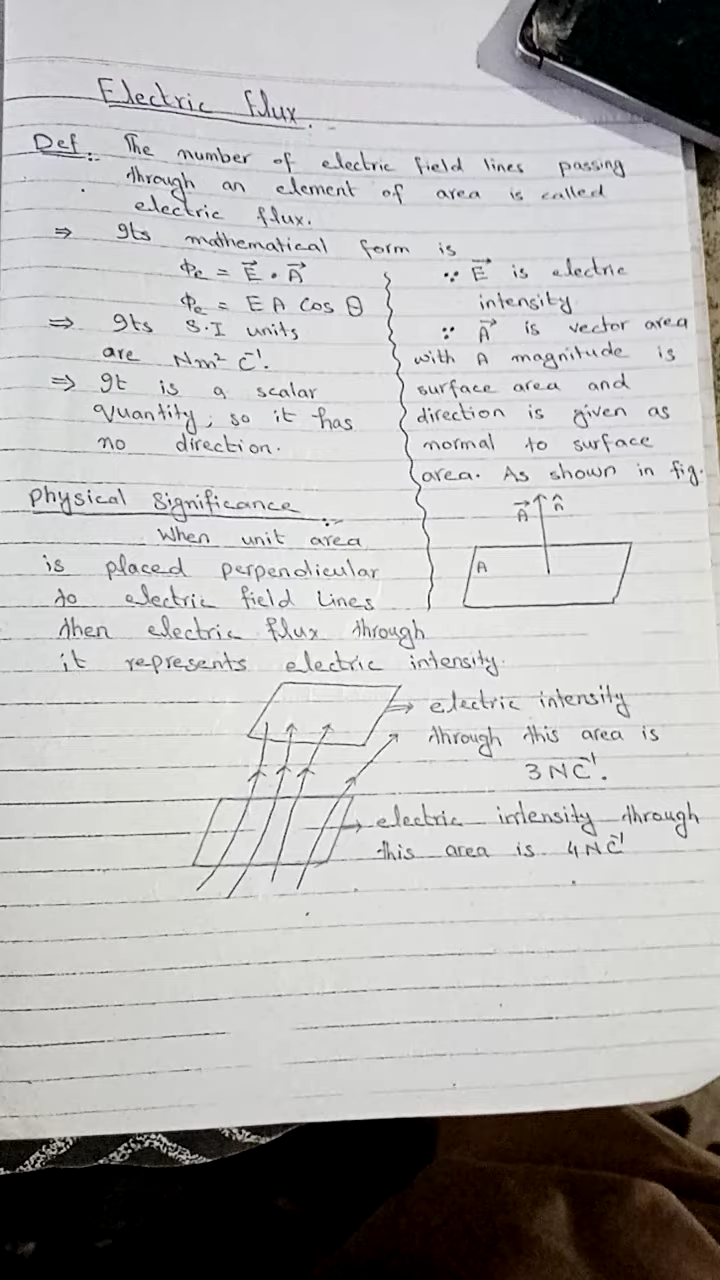 Electric flux.
Def:. The number of electric field lines passing
through an element of area is called
electric flux.
⇒ Its mathematical form is
Φe = E⃗ . A⃗
Φe = E A Cos θ
⇒ Its S.I units
are Nm² C⁻¹.
⇒ It is a scalar
quantity, so it has
no direction.
∵ E⃗ is electric
intensity
∵ A⃗ is vector area
with A magnitude is
surface area and
direction is given as
normal to surface
area. As shown in fig.
A⃗ n̂
A
Physical Significance :.
When unit area
is placed perpendicular
to electric field lines
then electric flux through
it represents electric intensity.
⇒ electric intensity
through this area is
3 NC⁻¹.
→ electric intensity through
this area is 4 NC⁻¹